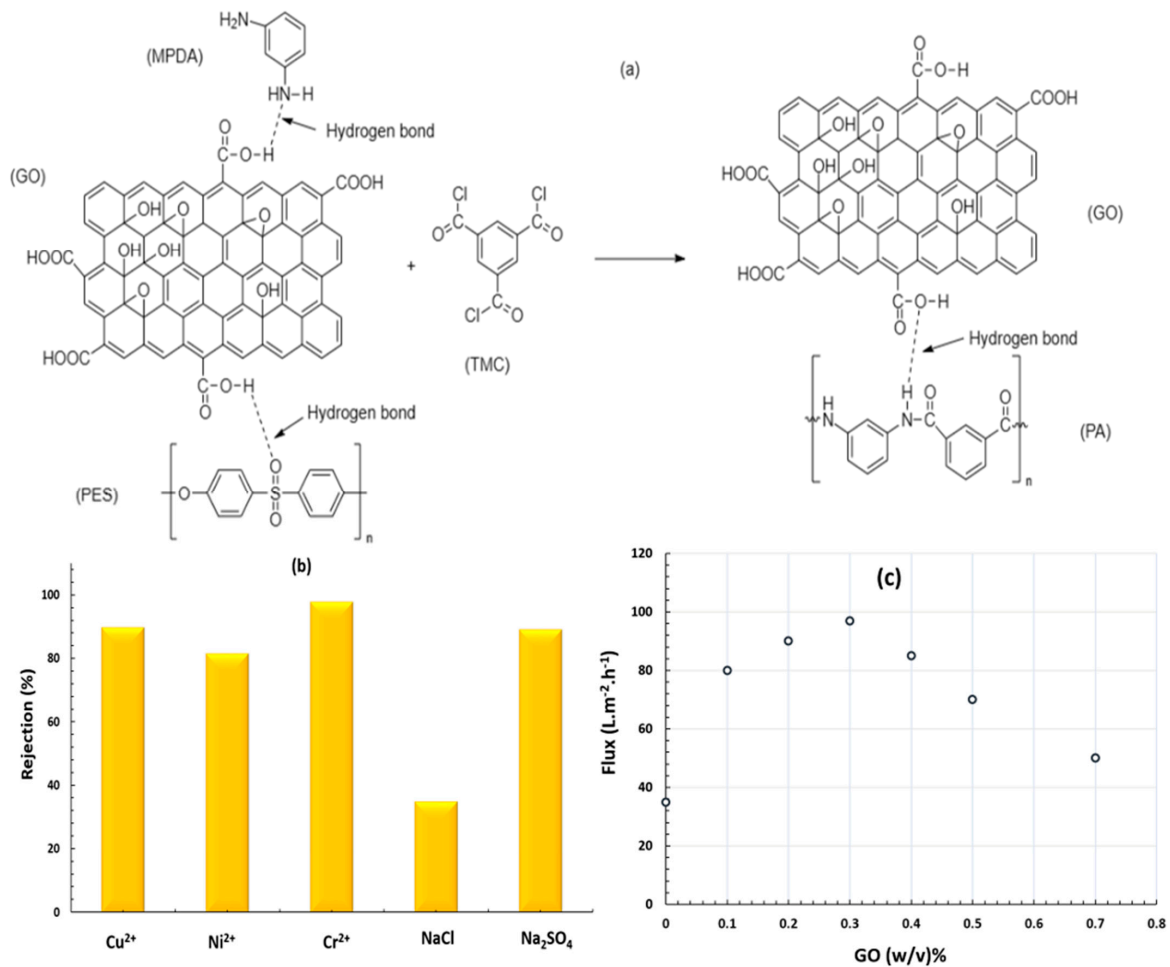 H₂N
(MPDA)
HN–H
Hydrogen bond
O
C–O–H
(GO)
COOH
OH
O
O
OH
OH
HOOC
O
OH
HOOC
C–O–H
O
Hydrogen bond
(PES)
O
O
S
O
n
+
Cl
Cl
C
C
O
O
Cl
C
O
(TMC)
(a)
O
C–O–H
COOH
OH
O
O
OH
OH
HOOC
O
OH
(GO)
HOOC
C–O–H
O
Hydrogen bond
H
N
H
N
O
C
O
C
(PA)
n
(b)
Rejection (%)
100
80
60
40
20
0
Cu²⁺
Ni²⁺
Cr²⁺
NaCl
Na₂SO₄
(c)
Flux (L.m⁻².h⁻¹)
120
100
80
60
40
20
0
0
0.1
0.2
0.3
0.4
0.5
0.6
0.7
0.8
GO (w/v)%